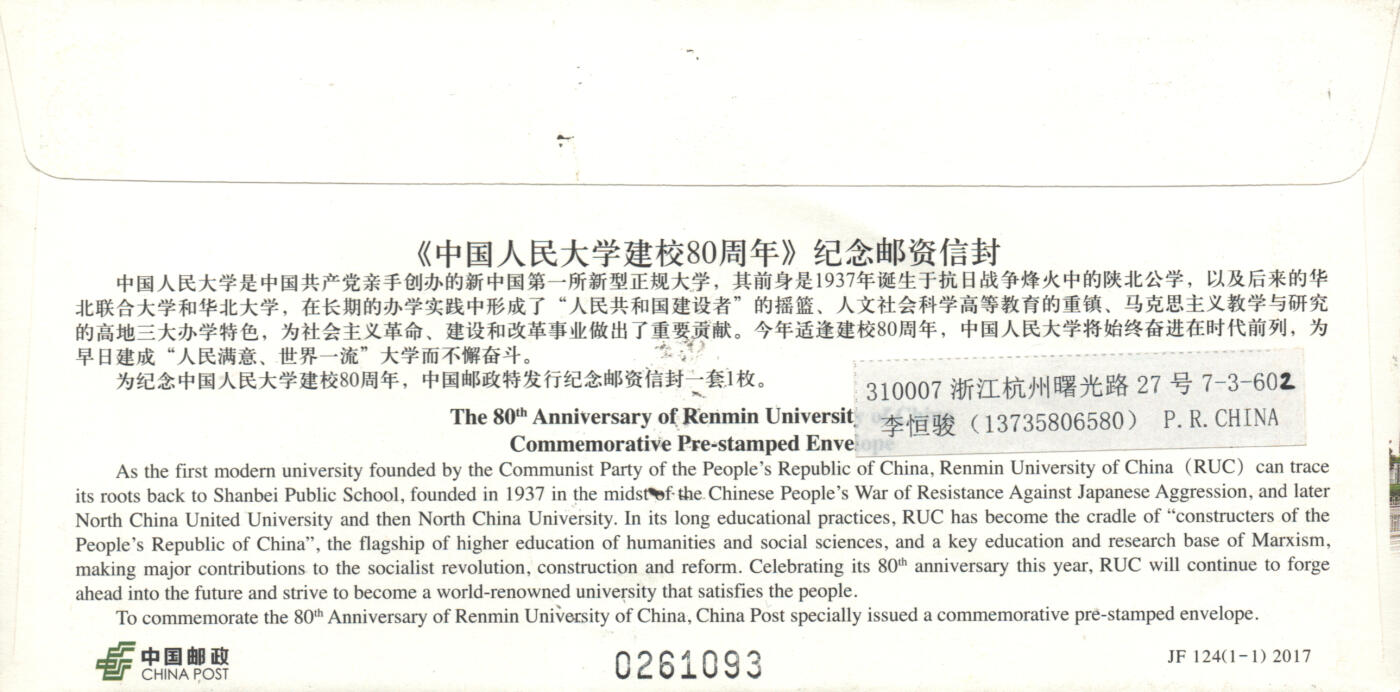 《中国人民大学建校80周年》纪念邮资信封
中国人民大学是中国共产党亲手创办的新中国第一所新型正规大学，其前身是1937年诞生于抗日战争烽火中的陕北公学，以及后来的华
北联合大学和华北大学，在长期的办学实践中形成了“人民共和国建设者”的摇篮、人文社会科学高等教育的重镇、马克思主义教学与研究
的高地三大办学特色，为社会主义革命、建设和改革事业做出了重要贡献。今年适逢建校80周年，中国人民大学将始终奋进在时代前列，为
早日建成“人民满意、世界一流”大学而不懈奋斗。
为纪念中国人民大学建校80周年，中国邮政特发行纪念邮资信封一套1枚。
310007 浙江杭州曙光路 27 号 7-3-602
李恒骏（13735806580） P.R.CHINA
The 80th Anniversary of Renmin University of China
Commemorative Pre-stamped Envelope
As the first modern university founded by the Communist Party of the People's Republic of China, Renmin University of China（RUC）can trace
its roots back to Shanbei Public School, founded in 1937 in the midst of the Chinese People's War of Resistance Against Japanese Aggression, and later
North China United University and then North China University. In its long educational practices, RUC has become the cradle of “constructers of the
People's Republic of China”, the flagship of higher education of humanities and social sciences, and a key education and research base of Marxism,
making major contributions to the socialist revolution, construction and reform. Celebrating its 80th anniversary this year, RUC will continue to forge
ahead into the future and strive to become a world-renowned university that satisfies the people.
To commemorate the 80th Anniversary of Renmin University of China, China Post specially issued a commemorative pre-stamped envelope.
中国邮政
CHINA POST
0261093
JF 124(1-1) 2017